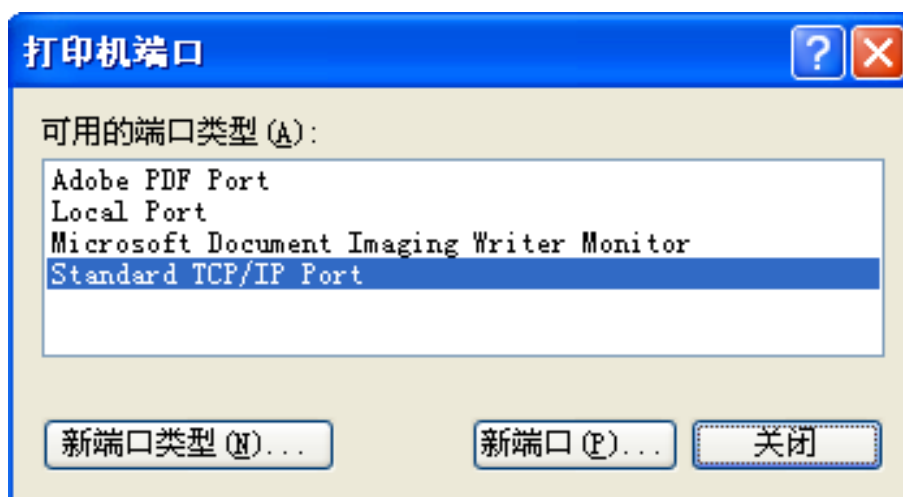 打印机端口
可用的端口类型(A):
Adobe PDF Port
Local Port
Microsoft Document Imaging Writer Monitor
Standard TCP/IP Port
新端口类型(N)... 新端口(P)... 关闭